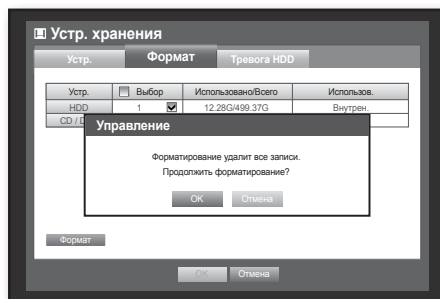 Устр. хранения
Устр. Формат Тревога HDD
Устр. Выбор Использовано/Всего Использов.
HDD 1 12.28G/499.37G Внутрен.
CD /
Управление
Форматирование удалит все записи.
Продолжить форматирование?
OK Отмена
Формат
OK Отмена